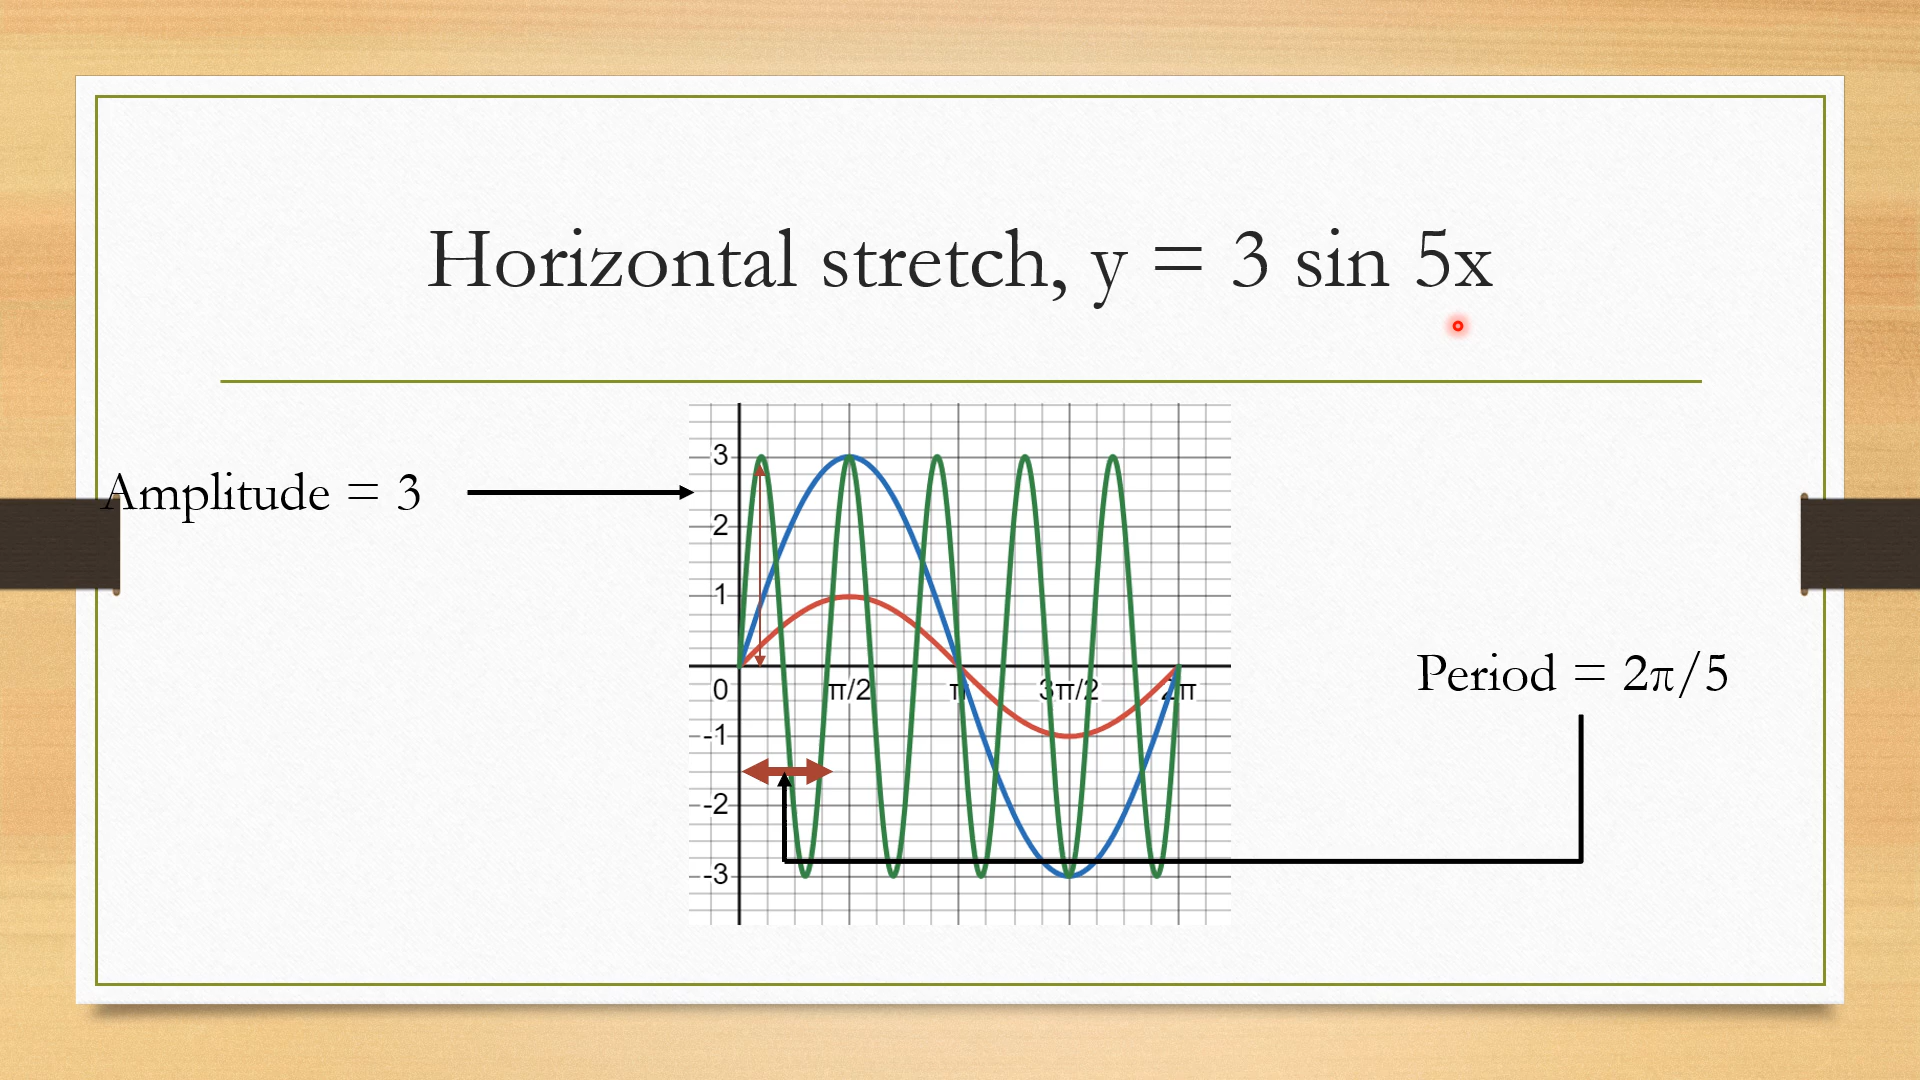 Horizontal stretch, y = 3 sin 5x
Amplitude = 3
3
2
1
0
π/2
π
3π/2
2π
-1
-2
-3
Period = 2π/5